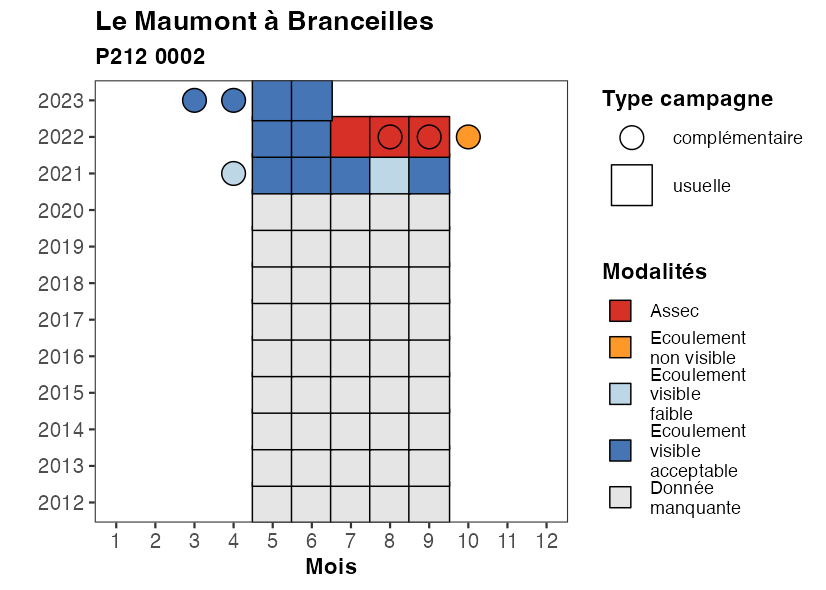 Le Maumont à Branceilles
P212 0002
2023
2022
2021
2020
2019
2018
2017
2016
2015
2014
2013
2012
1 2 3 4 5 6 7 8 9 10 11 12
Mois
Type campagne
complémentaire
usuelle
Modalités
Assec
Ecoulement
non visible
Ecoulement
visible
faible
Ecoulement
visible
acceptable
Donnée
manquante